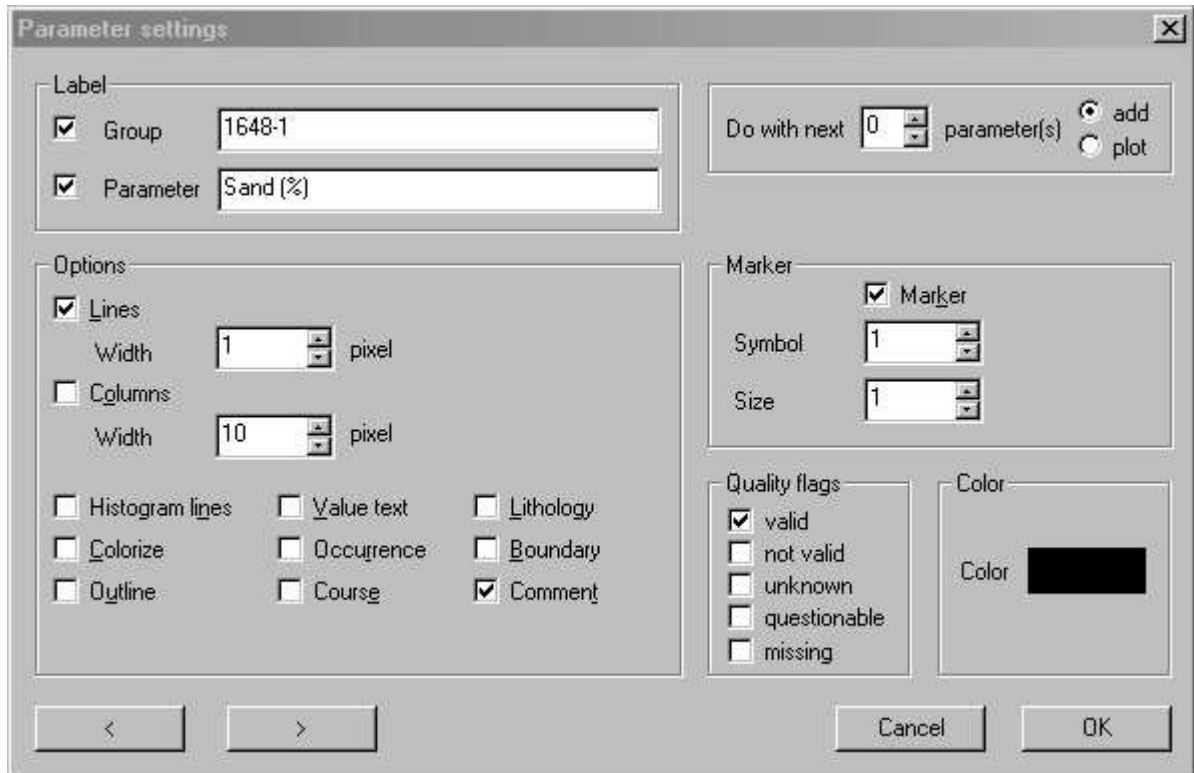 Parameter settings
Label
Group 1648-1
Parameter Sand (%)
Do with next 0 parameter(s)
add
plot
Options
Lines
Width 1 pixel
Columns
Width 10 pixel
Histogram lines Value text Lithology
Colorize Occurrence Boundary
Outline Course Comment
Marker
Marker
Symbol 1
Size 1
Quality flags
valid
not valid
unknown
questionable
missing
Color
Color
< >
Cancel OK